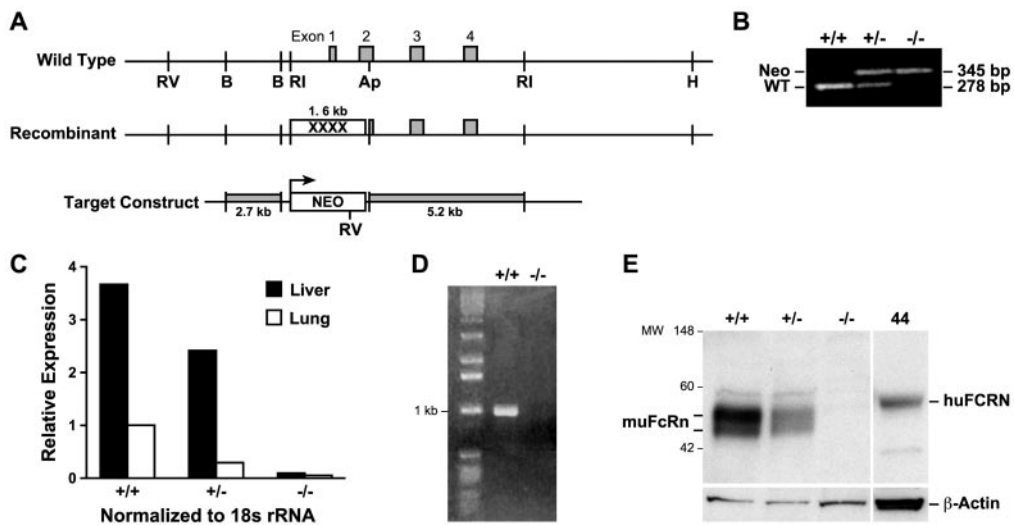 A
Exon 1 2 3 4
Wild Type
RV B B RI Ap RI H
1.6 kb
Recombinant
XXXX
Target Construct
NEO
2.7 kb
5.2 kb
RV
B
+/+ +/- -/-
Neo 345 bp
WT 278 bp
C
4
3
2
1
0
Relative Expression
Liver
Lung
+/+ +/- -/-
Normalized to 18s rRNA
D
+/+ -/-
1 kb
E
+/+ +/- -/- 44
MW 148
60
huFCRN
muFcRn
42
β-Actin